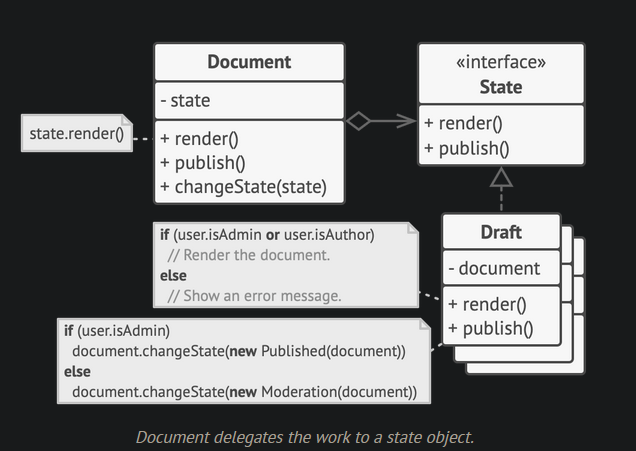 Document
- state
+ render()
+ publish()
+ changeState(state)
«interface»
State
+ render()
+ publish()
state.render()
Draft
- document
+ render()
+ publish()
if (user.isAdmin or user.isAuthor)
// Render the document.
else
// Show an error message.
if (user.isAdmin)
document.changeState(new Published(document))
else
document.changeState(new Moderation(document))
Document delegates the work to a state object.